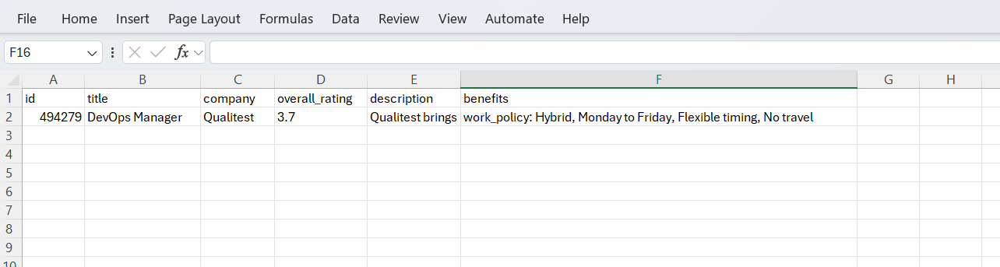 File Home Insert Page Layout Formulas Data Review View Automate Help
F16 fx
A B C D E F G H
1 id title company overall_rating description benefits
2 494279 DevOps Manager Qualitest 3.7 Qualitest brings work_policy: Hybrid, Monday to Friday, Flexible timing, No travel
3
4
5
6
7
8
9
10